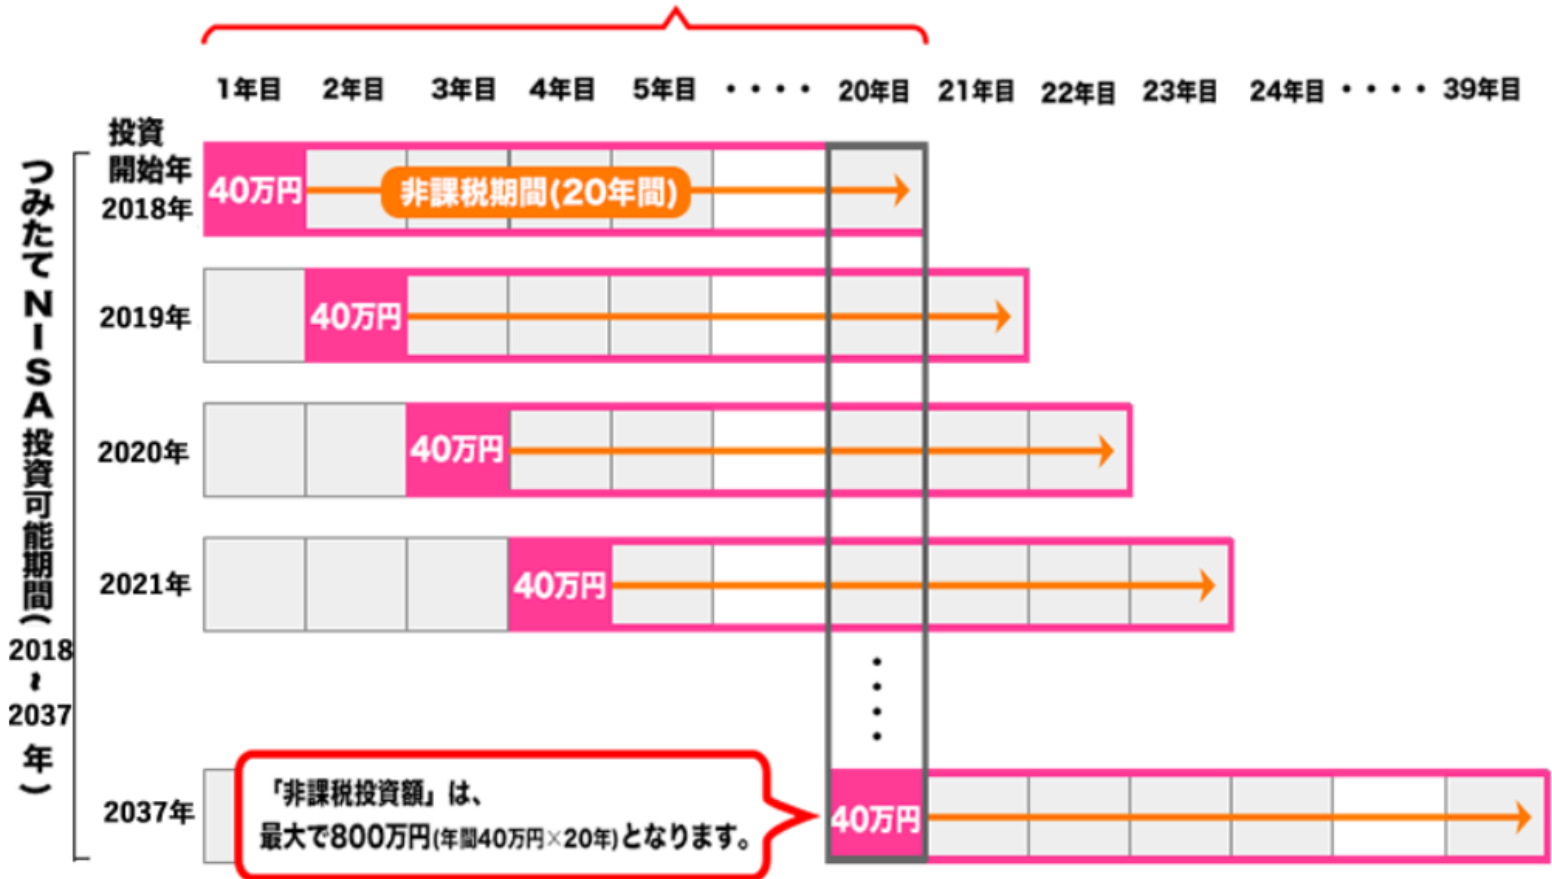 1年目 2年目 3年目 4年目 5年目 ・・・・ 20年目 21年目 22年目 23年目 24年目 ・・・・ 39年目
つみたてNISA投資可能期間(2018~2037年)
投資
開始年
2018年
40万円
非課税期間(20年間)
2019年
40万円
2020年
40万円
2021年
40万円
2037年
「非課税投資額」は、
最大で800万円(年間40万円×20年)となります。
40万円